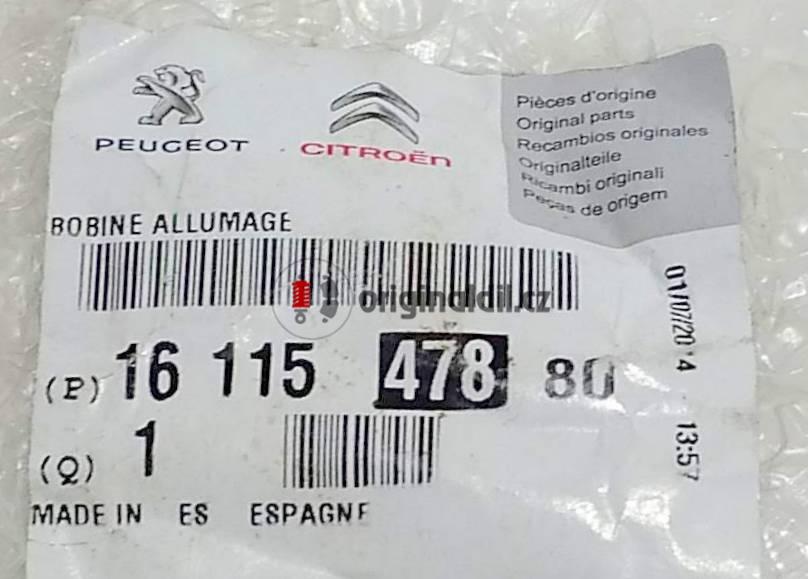 PEUGEOT
CITROËN
Pièces d'origine
Original parts
Recambios originales
Originalteile
Ricambi originali
Peças de origem
BOBINE ALLUMAGE
originalail.cz
(P) 16 115 478 80
(Q) 1
MADE IN ES ESPAGNE
01/07/2014 13:57